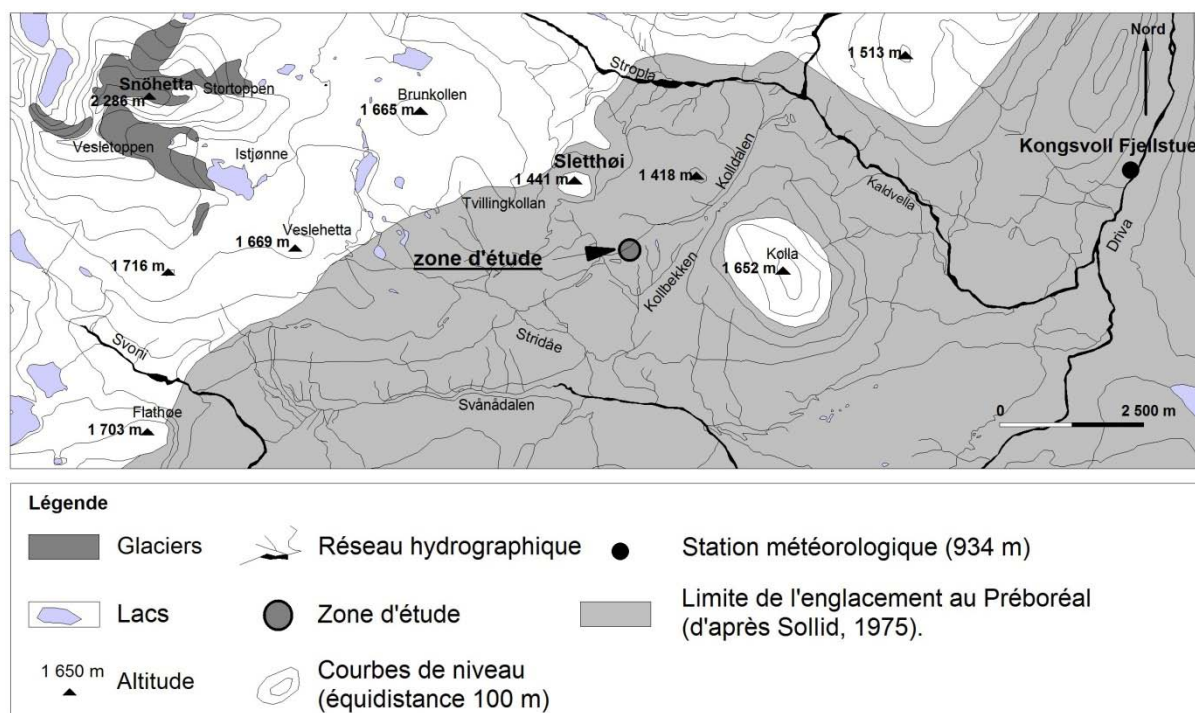 Nord
1 513 m
Stropla
Snöhetta
2 286 m
Stortoppen
Brunkollen
1 665 m
Vesletoppen
Istjønne
Kongsvoll Fjellstue
Sletthøi
1 441 m
1 418 m
Kolldalen
Kaldvella
Tvillingkollan
Driva
Veslehetta
1 669 m
zone d'étude
Kolla
1 652 m
1 716 m
Kollbekken
Stridåe
Svoni
Svånådalen
Flathøe
1 703 m
0
2 500 m
Légende
Glaciers
Réseau hydrographique
Station météorologique (934 m)
Lacs
Zone d'étude
Limite de l'englacement au Préboréal
(d'après Sollid, 1975).
1 650 m
Altitude
Courbes de niveau
(équidistance 100 m)